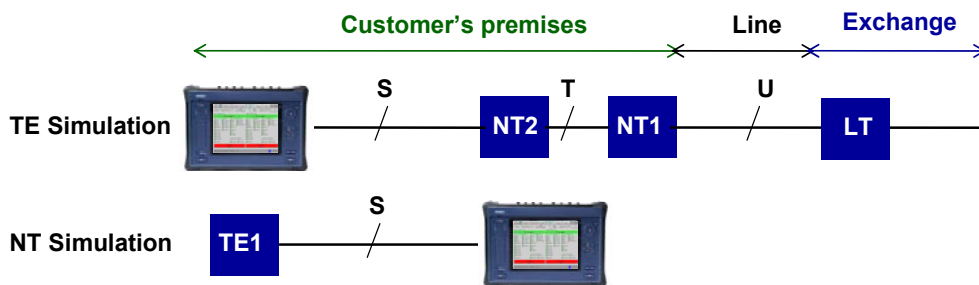 Customer's premises Line Exchange
S T U
TE Simulation NT2 NT1 LT
S
NT Simulation TE1